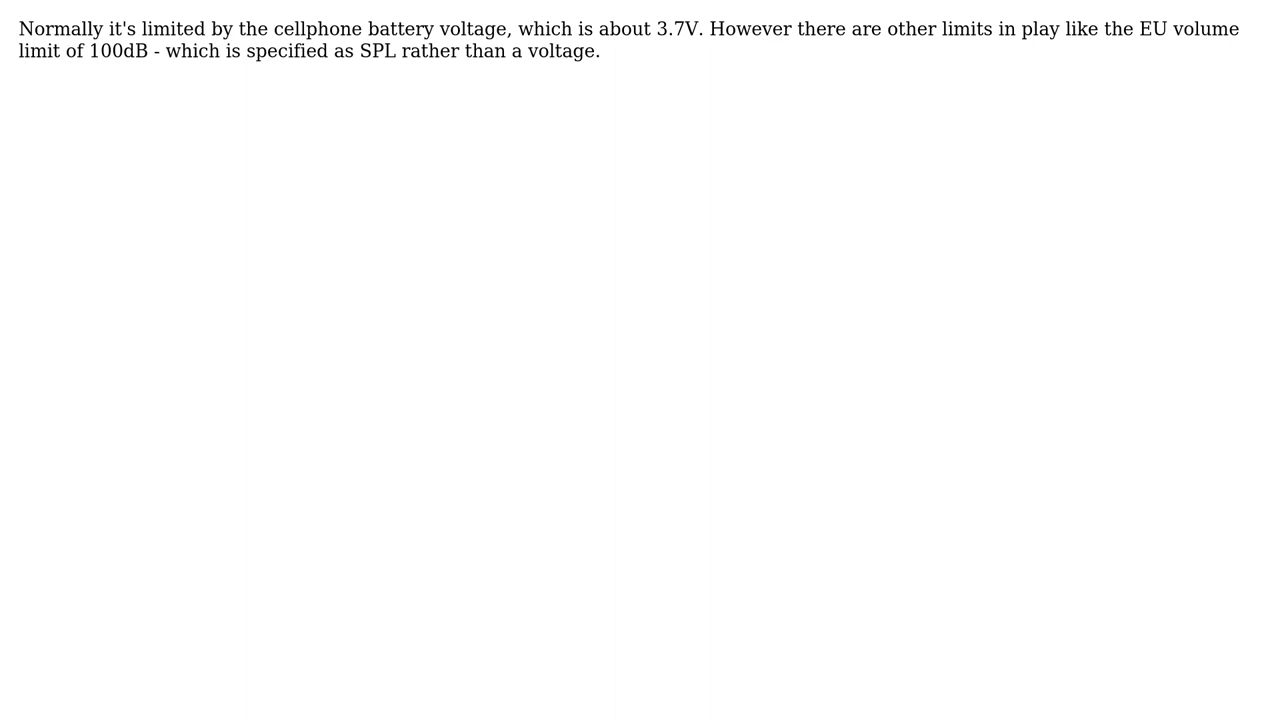 Normally it's limited by the cellphone battery voltage, which is about 3.7V. However there are other limits in play like the EU volume
limit of 100dB - which is specified as SPL rather than a voltage.